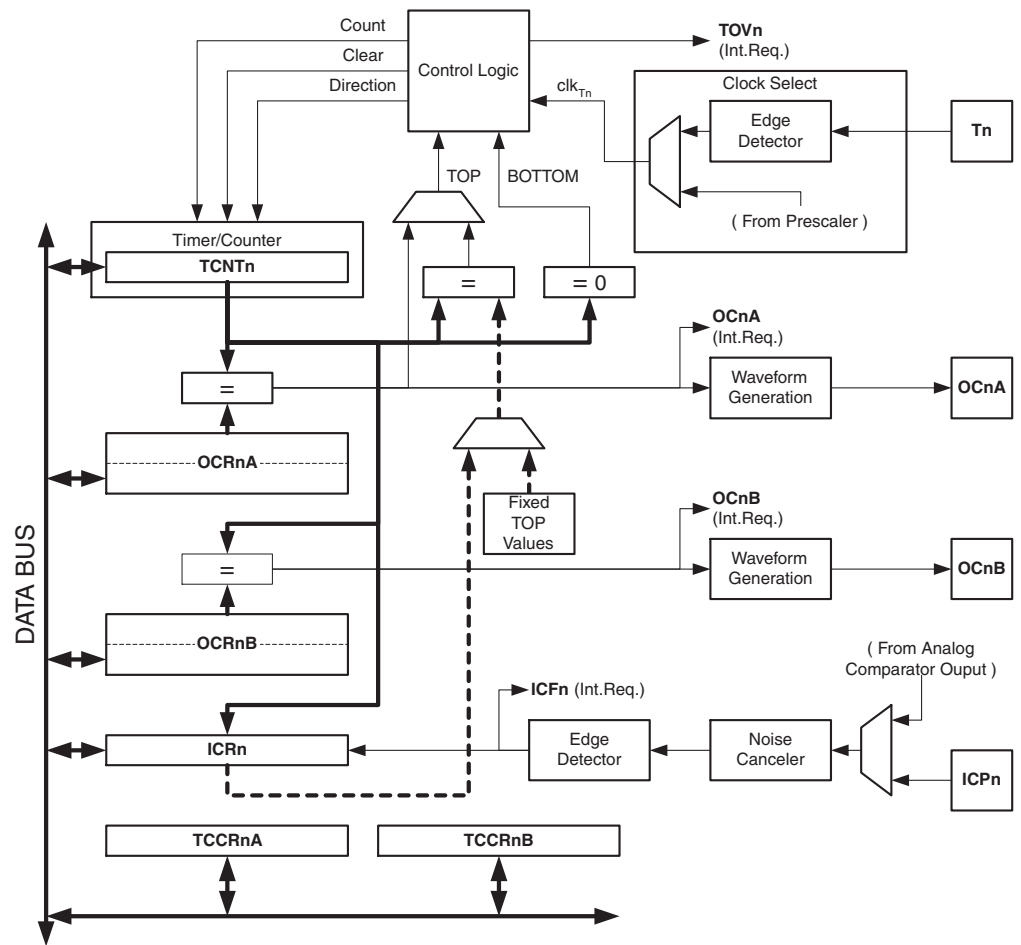 Count
TOVn
(Int.Req.)
Clear
Control Logic
Direction
clkTn
Clock Select
Edge
Detector
Tn
TOP
BOTTOM
( From Prescaler )
Timer/Counter
TCNTn
=
= 0
OCnA
(Int.Req.)
=
Waveform
Generation
OCnA
OCRnA
Fixed
TOP
Values
OCnB
(Int.Req.)
=
Waveform
Generation
OCnB
DATA BUS
OCRnB
( From Analog
Comparator Ouput )
ICFn (Int.Req.)
ICRn
Edge
Detector
Noise
Canceler
ICPn
TCCRnA
TCCRnB